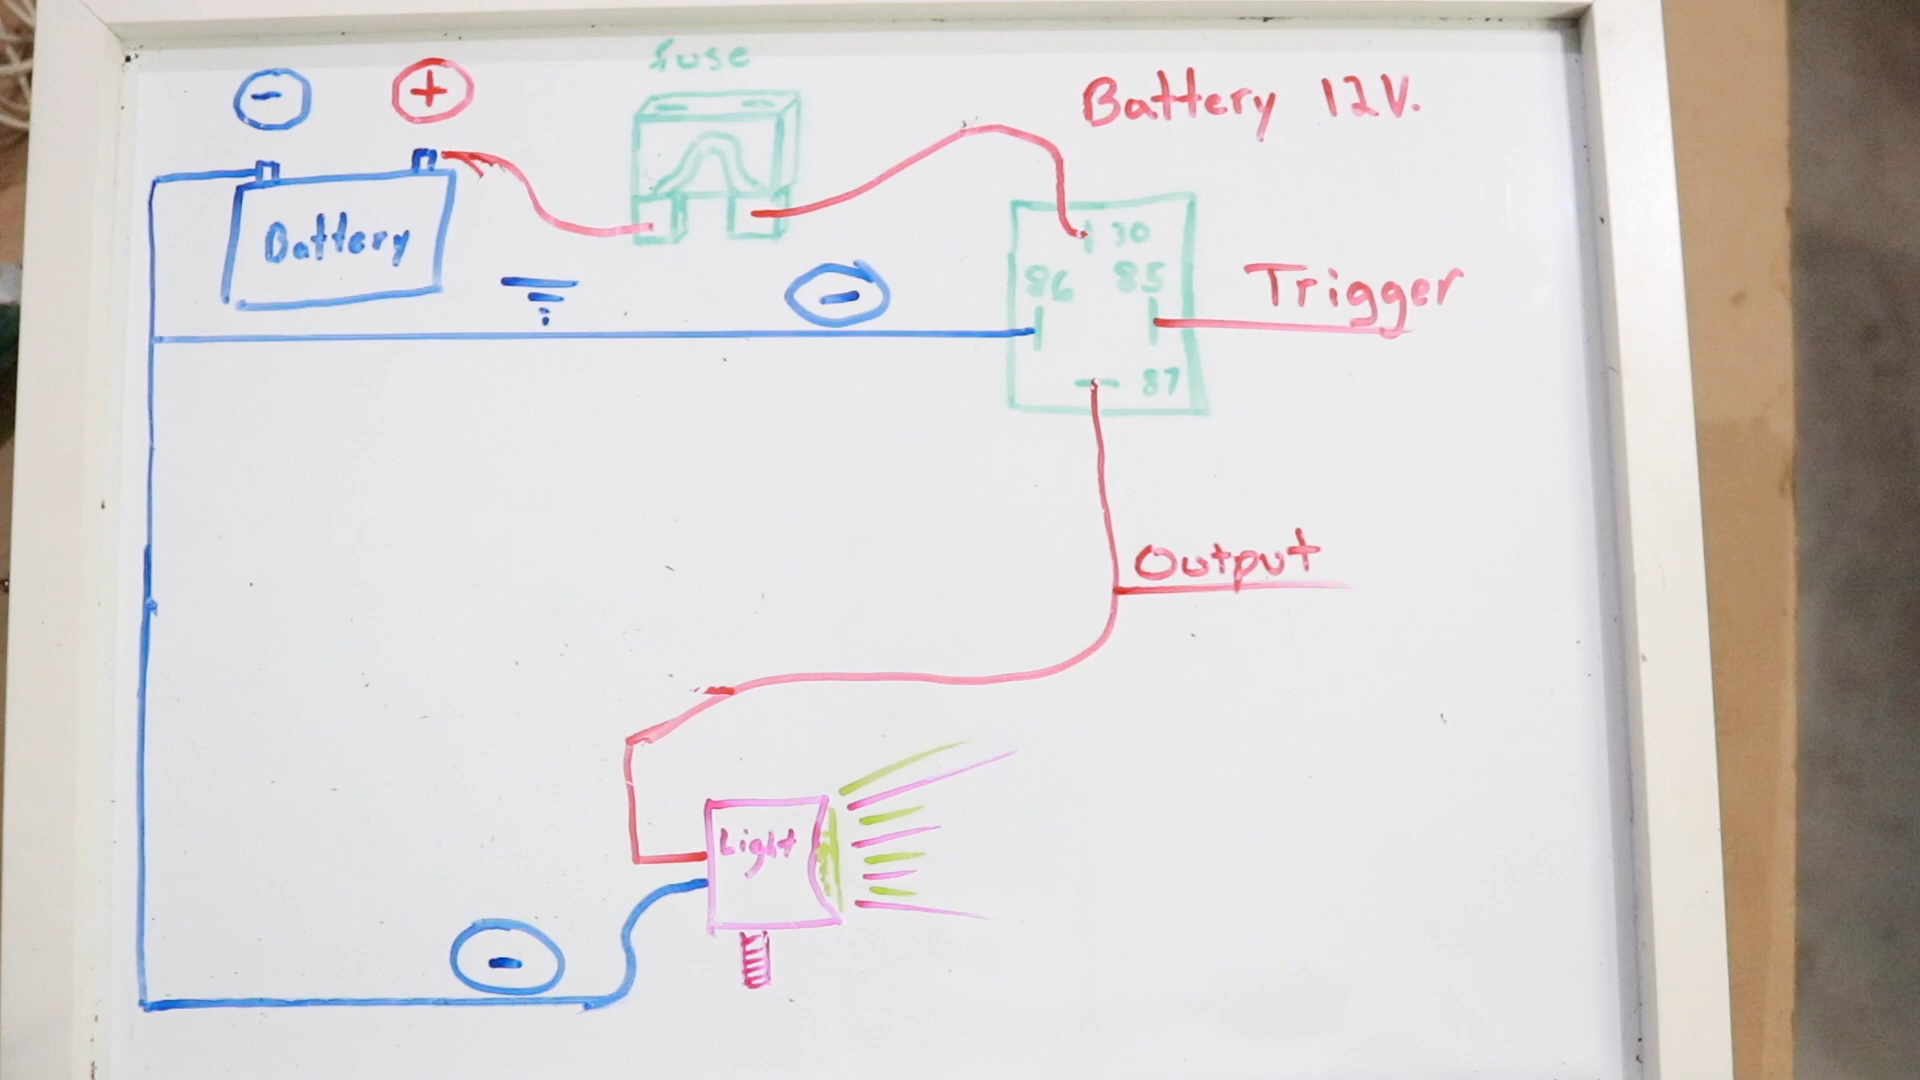 fuse
- +
Battery 12V.
Battery
30
86 85
Trigger
-
87
Output
Light
-